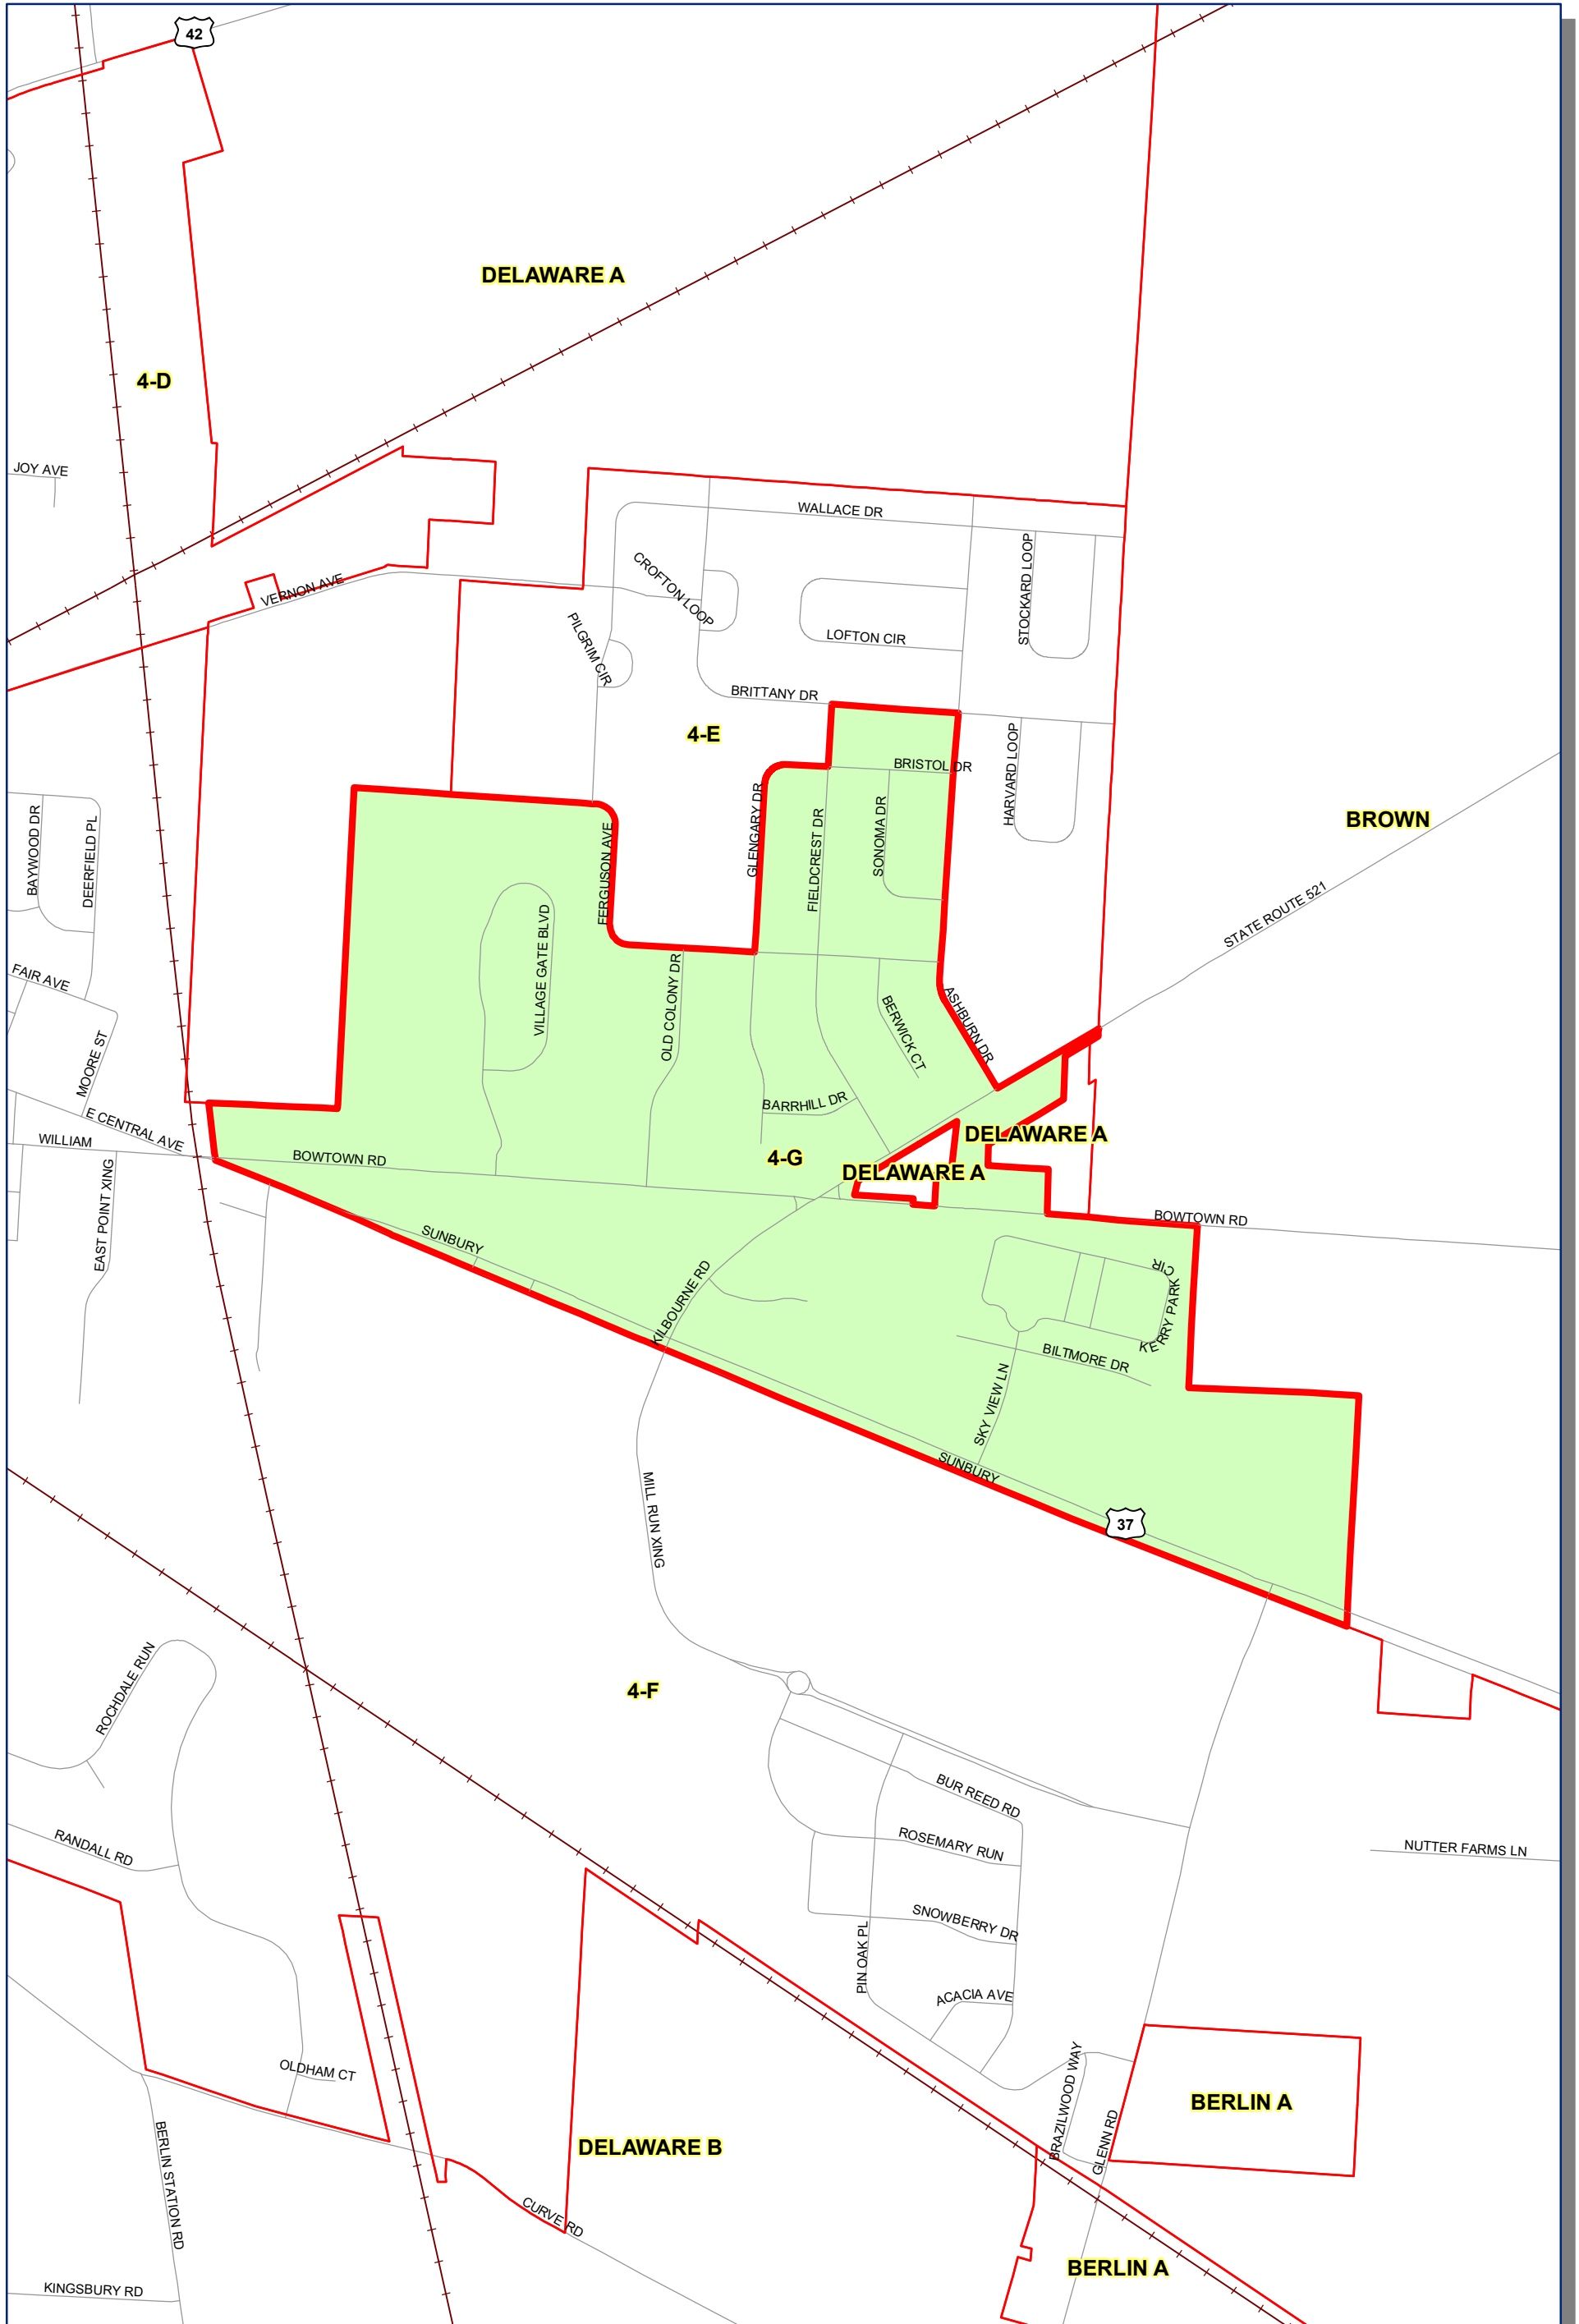 42
DELAWARE A
4-D
JOY AVE
WALLACE DR
STOCKARD LOOP
CROFTON LOOP
VERNON AVE
PILGRIM CIR
LOFTON CIR
BRITTANY DR
4-E
HARVARD LOOP
BRISTOL DR
GLENGARY DR
FIELDCREST DR
SONOMA DR
BROWN
BAYWOOD DR
DEERFIELD PL
FERGUSON AVE
VILLAGE GATE BLVD
STATE ROUTE 521
FAIR AVE
OLD COLONY DR
BERWICK CT
ASHBURN DR
MOORE ST
BARRHILL DR
E CENTRAL AVE
WILLIAM
BOWTOWN RD
4-G
DELAWARE A
DELAWARE A
EAST POINT XING
BOWTOWN RD
SUNBURY
KILBOURNE RD
KERRY PARK CIR
BILTMORE DR
SKY VIEW LN
SUNBURY
37
MILL RUN XING
4-F
ROCHDALE RUN
BUR REED RD
ROSEMARY RUN
RANDALL RD
NUTTER FARMS LN
SNOWBERRY DR
PIN OAK PL
ACACIA AVE
OLDHAM CT
BRAZILWOOD WAY
GLENN RD
BERLIN A
BERLIN STATION RD
DELAWARE B
CURVE RD
BERLIN A
KINGSBURY RD